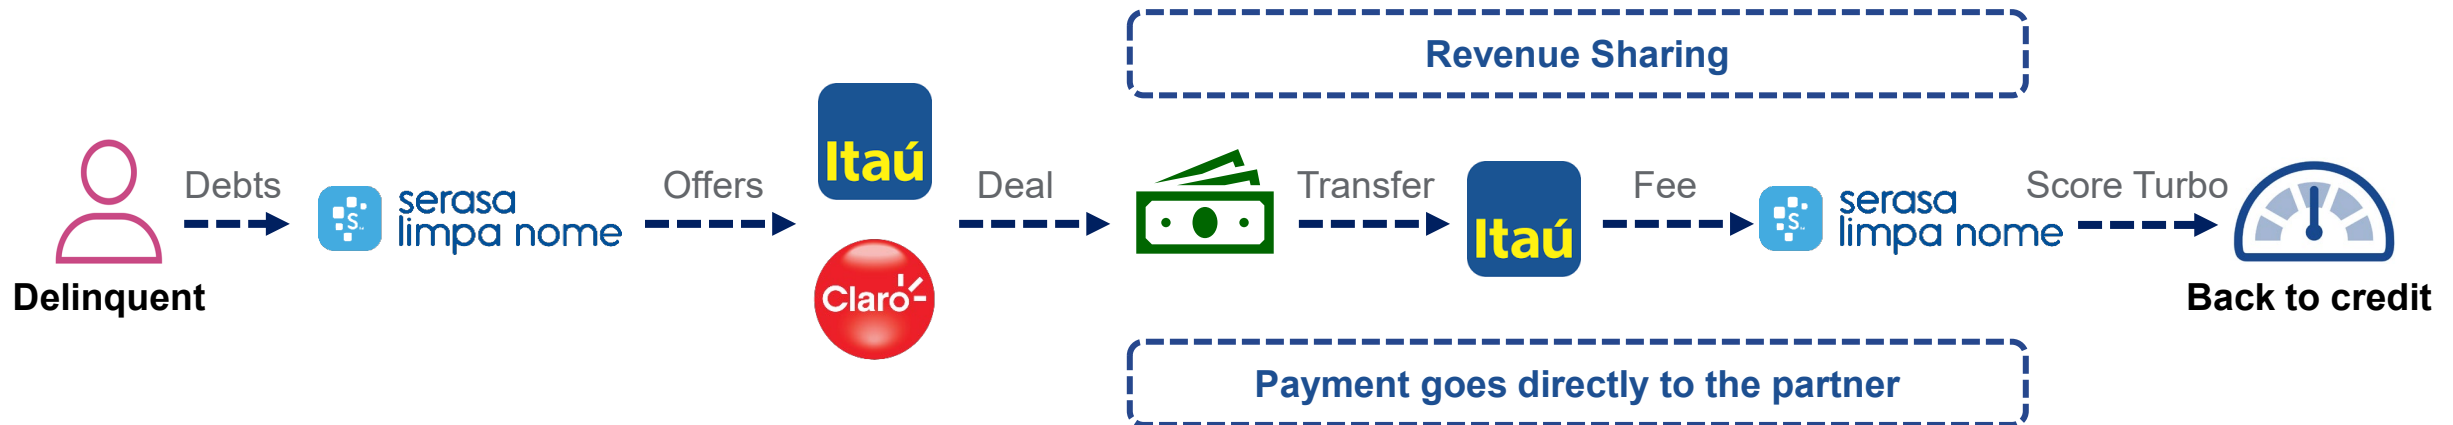 Revenue Sharing
Delinquent
Debts
S
serasa
limpa nome
Offers
Itaú
Claro
Deal
Transfer
Itaú
Fee
S
serasa
limpa nome
Score Turbo
Back to credit
Payment goes directly to the partner